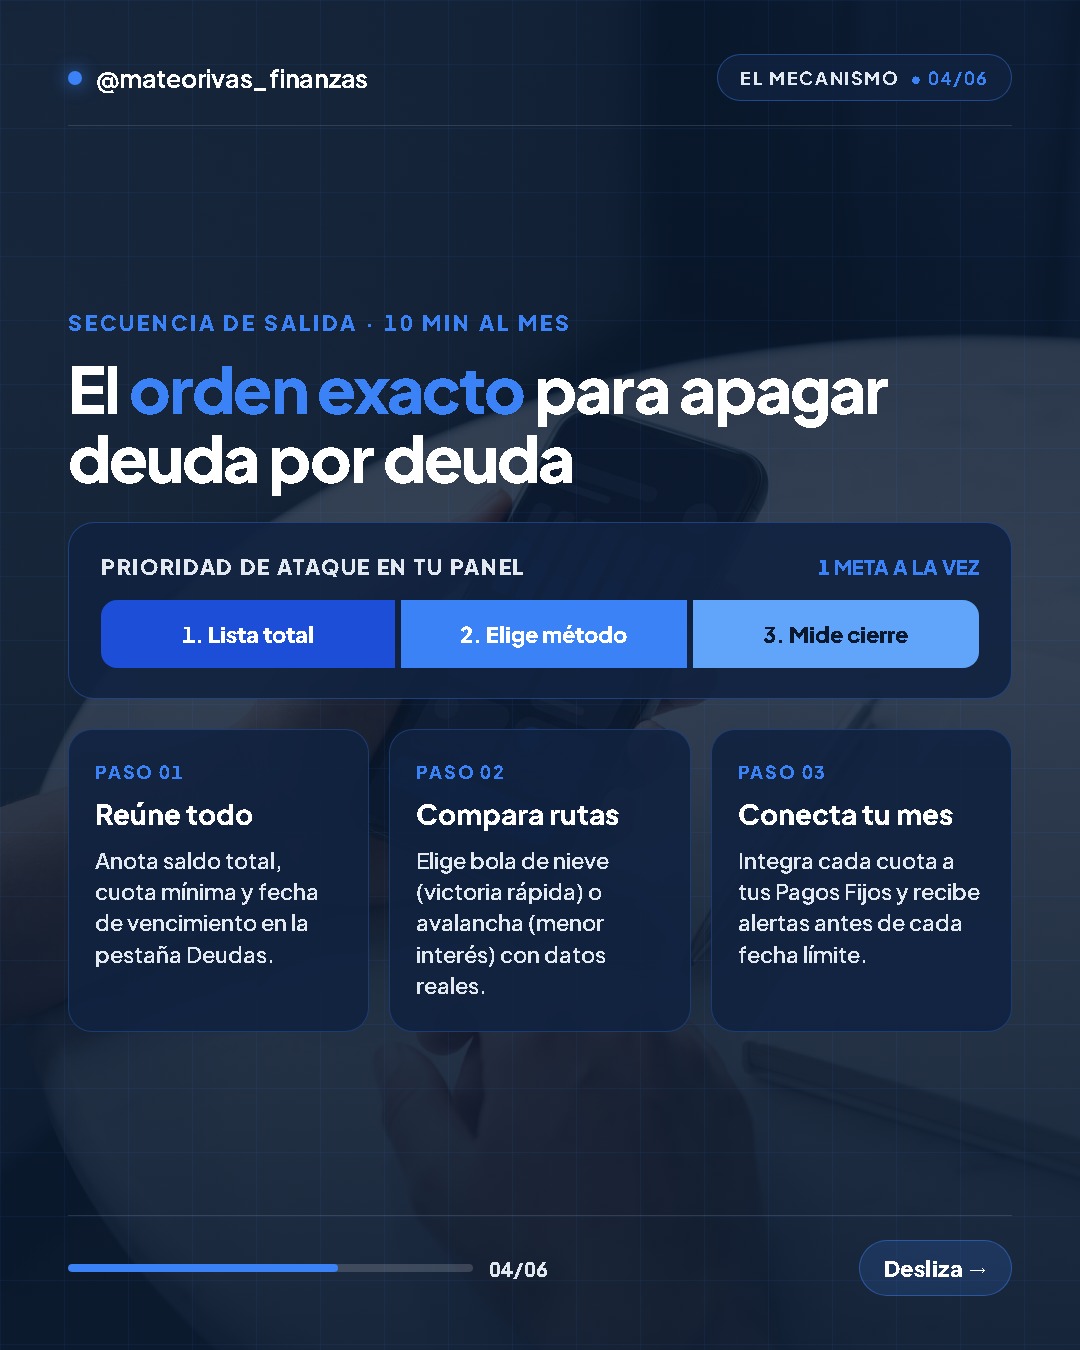 @mateorivas_finanzas
EL MECANISMO • 04/06
SECUENCIA DE SALIDA · 10 MIN AL MES
El orden exacto para apagar
deuda por deuda
PRIORIDAD DE ATAQUE EN TU PANEL
1 META A LA VEZ
1. Lista total
2. Elige método
3. Mide cierre
PASO 01
Reúne todo
Anota saldo total,
cuota mínima y fecha
de vencimiento en la
pestaña Deudas.
PASO 02
Compara rutas
Elige bola de nieve
(victoria rápida) o
avalancha (menor
interés) con datos
reales.
PASO 03
Conecta tu mes
Integra cada cuota a
tus Pagos Fijos y recibe
alertas antes de cada
fecha límite.
04/06
Desliza →